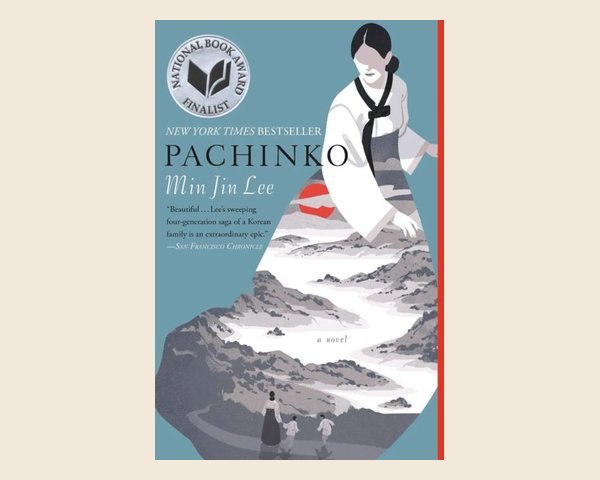 NATIONAL BOOK AWARD
FINALIST
NEW YORK TIMES BESTSELLER
PACHINKO
Min Jin Lee
"Beautiful . . . Lee's sweeping
four-generation saga of a Korean
family is an extraordinary epic."
—SAN FRANCISCO CHRONICLE
a novel